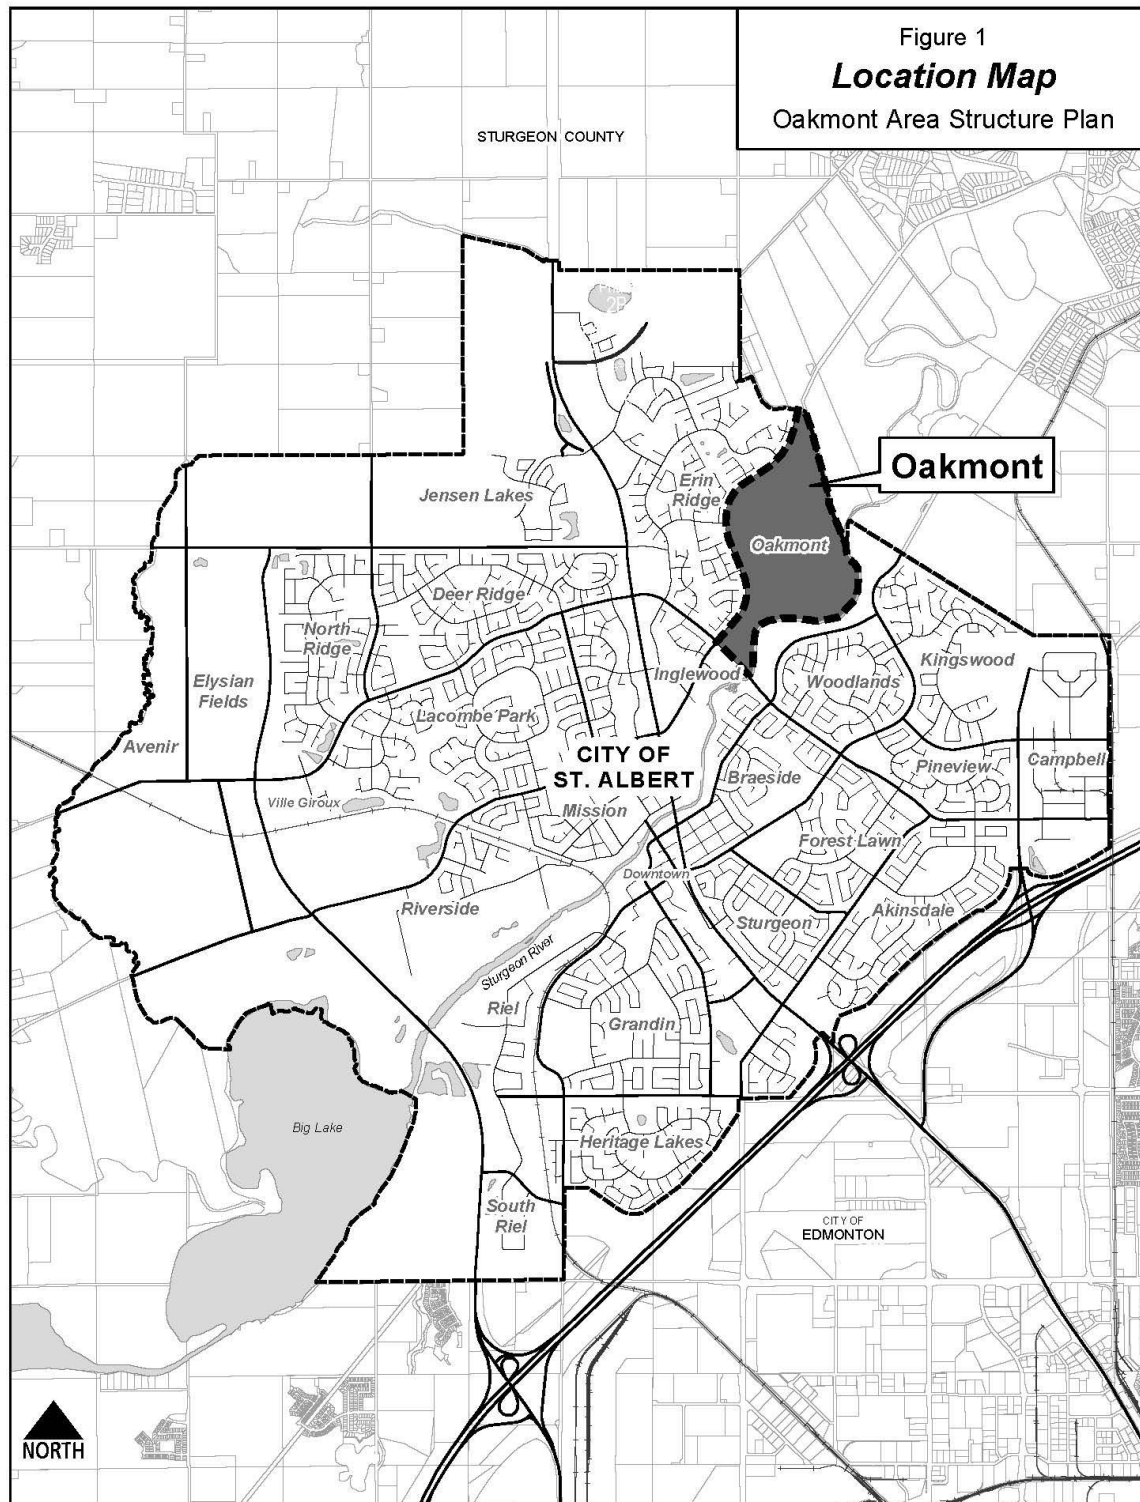 Figure 1
Location Map
Oakmont Area Structure Plan
STURGEON COUNTY
2B
Oakmont
Erin
Ridge
Jensen Lakes
Oakmont
Deer Ridge
North
Ridge
Kingswood
Inglewood
Woodlands
Elysian
Fields
Lacombe Park
Avenir
CITY OF
ST. ALBERT
Braeside
Pineview
Campbell
Ville Giroux
Mission
Forest Lawn
Downtown
Riverside
Akinsdale
Sturgeon
Sturgeon River
Riel
Grandin
Big Lake
Heritage Lakes
South
Riel
CITY OF
EDMONTON
NORTH